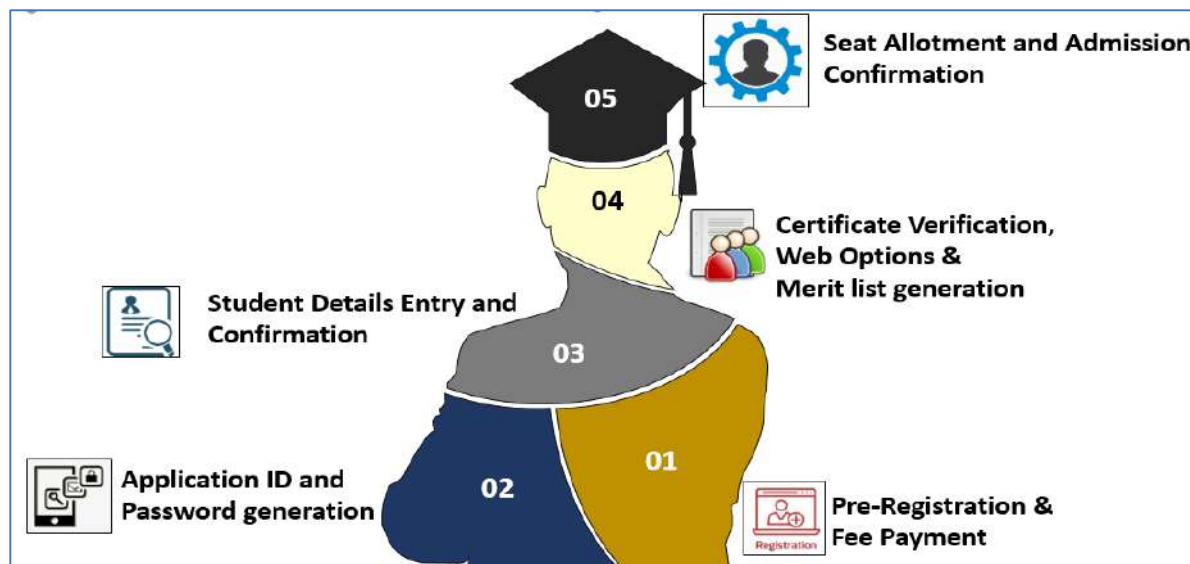 Seat Allotment and Admission
Confirmation
05
04
Certificate Verification,
Web Options &
Merit list generation
Student Details Entry and
Confirmation
03
01
02
Application ID and
Password generation
Pre-Registration &
Fee Payment
Registration